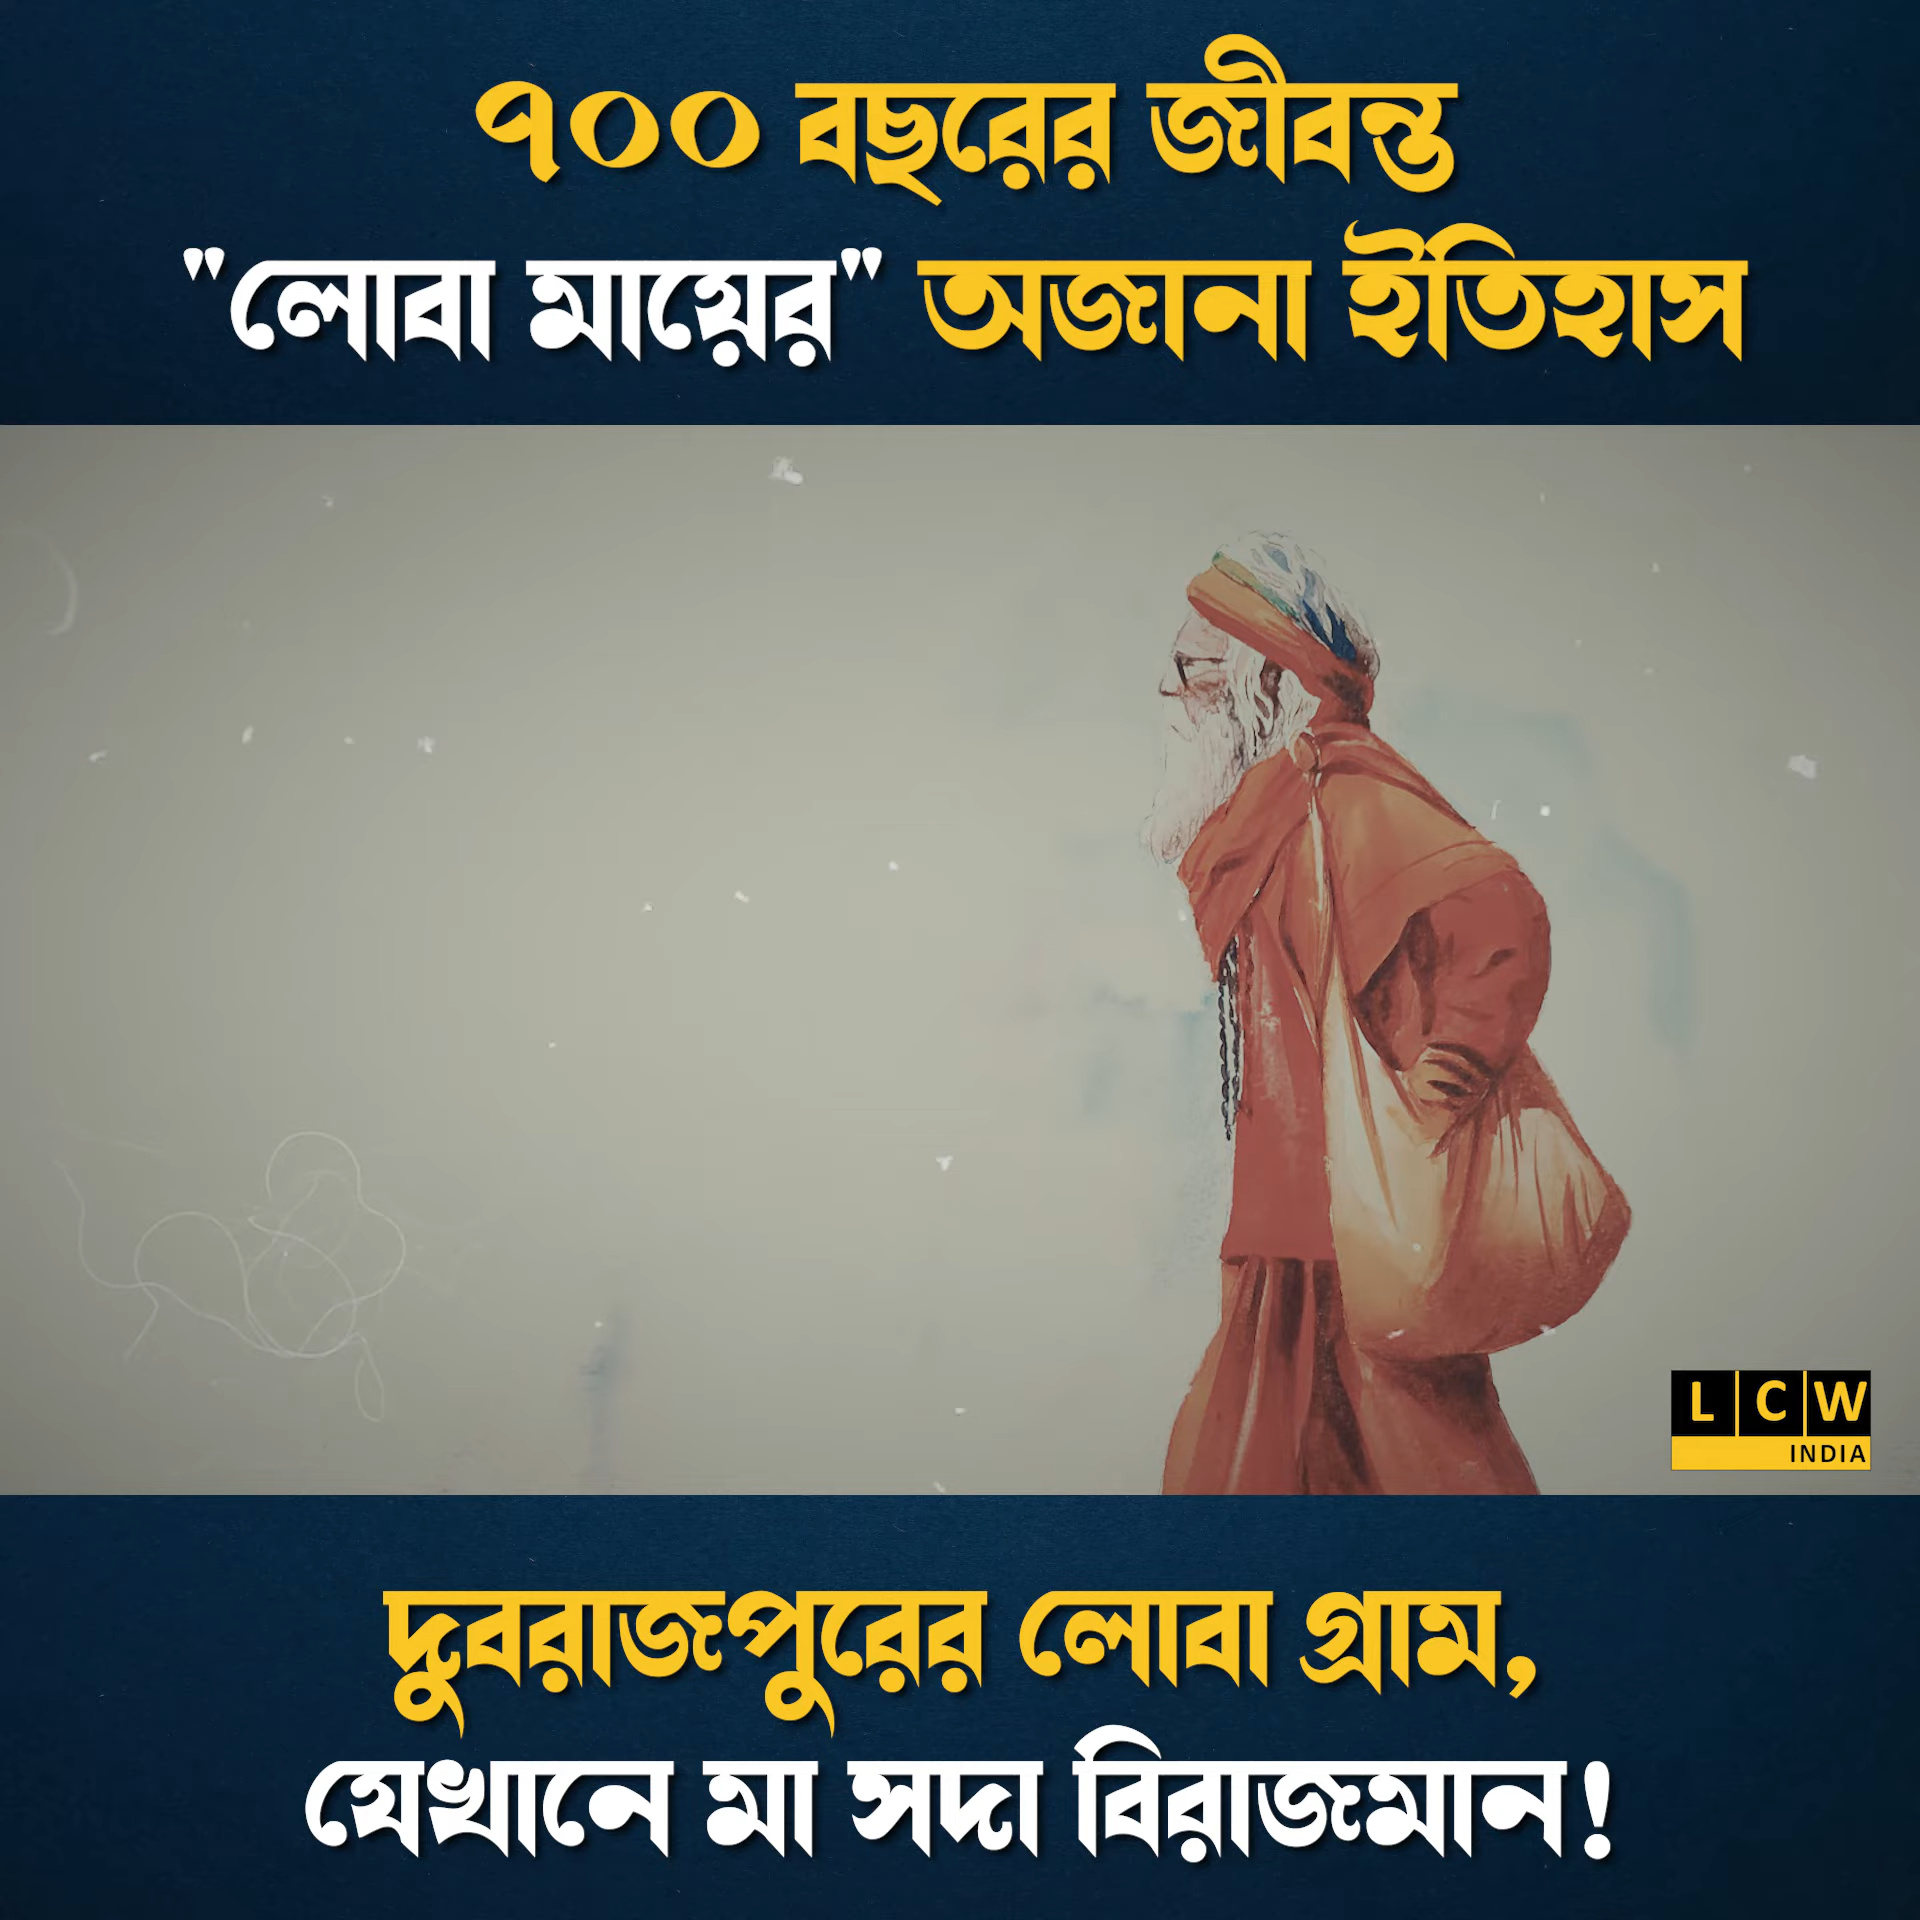 ৭০০ বছরের জীবন্ত
"লোবা মায়ের" অজানা ইতিহাস
L C W
INDIA
দুবরাজপুরের লোবা গ্রাম,
যেখানে মা সদা বিরাজমান!